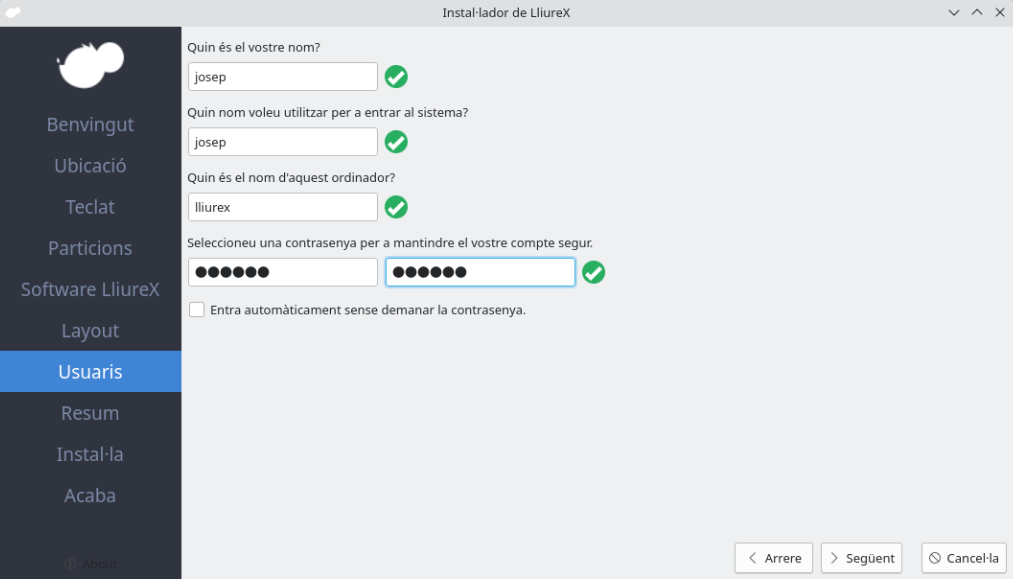 Instal·lador de LliureX
Benvingut
Ubicació
Teclat
Particions
Software LliureX
Layout
Usuaris
Resum
Instal·la
Acaba
About
Quin és el vostre nom?
josep
Quin nom voleu utilitzar per a entrar al sistema?
josep
Quin és el nom d'aquest ordinador?
lliurex
Seleccioneu una contrasenya per a mantindre el vostre compte segur.
●●●●●● ●●●●●●
Entra automàticament sense demanar la contrasenya.
Arrere Següent Cancel·la